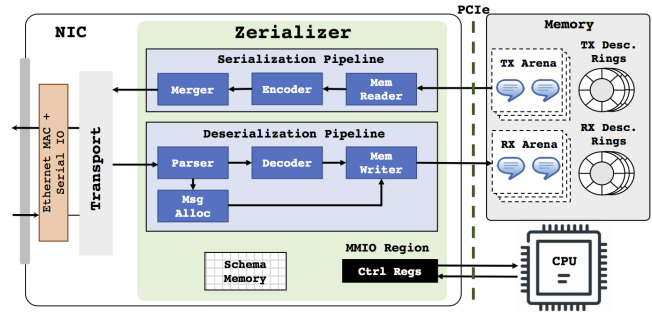 PCIe
NIC
Zerializer
Memory
Serialization Pipeline
Merger
Encoder
Mem
Reader
TX Arena
TX Desc.
Rings
Ethernet MAC +
Serial IO
Transport
Deserialization Pipeline
Parser
Decoder
Mem
Writer
Msg
Alloc
RX Arena
RX Desc.
Rings
Schema
Memory
MMIO Region
Ctrl Regs
CPU